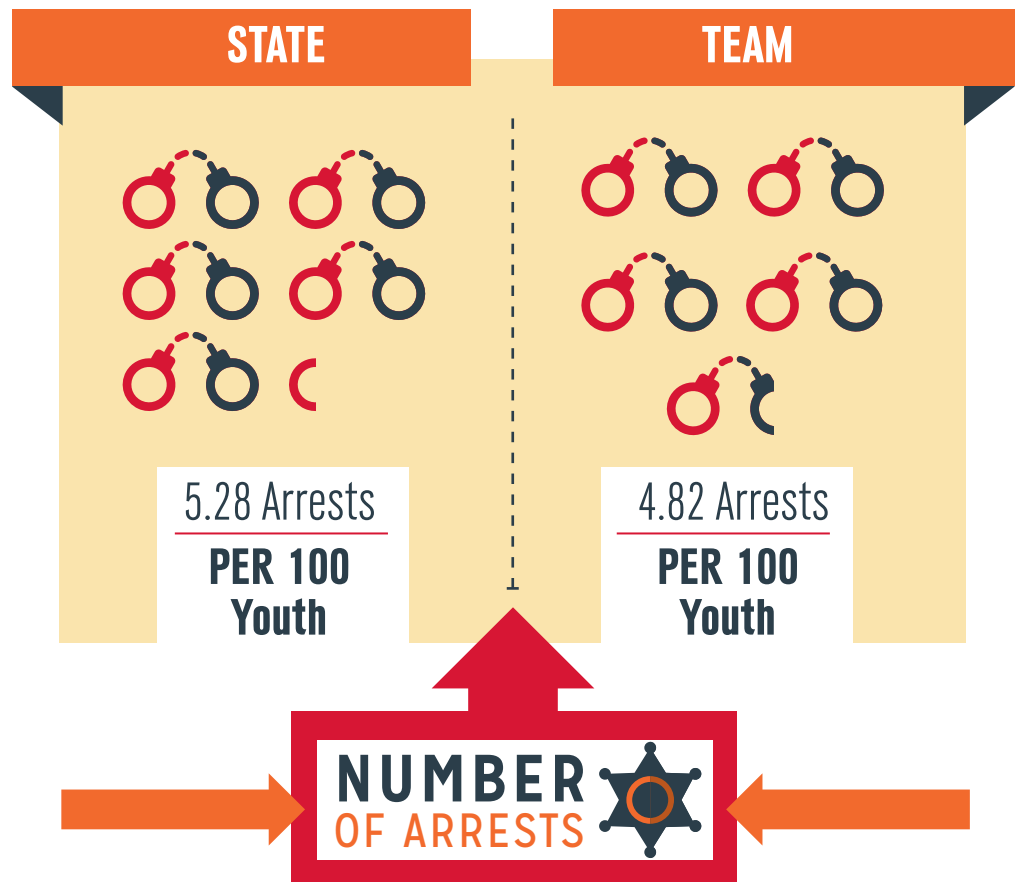 STATE
TEAM
5.28 Arrests
PER 100
Youth
4.82 Arrests
PER 100
Youth
NUMBER
OF ARRESTS